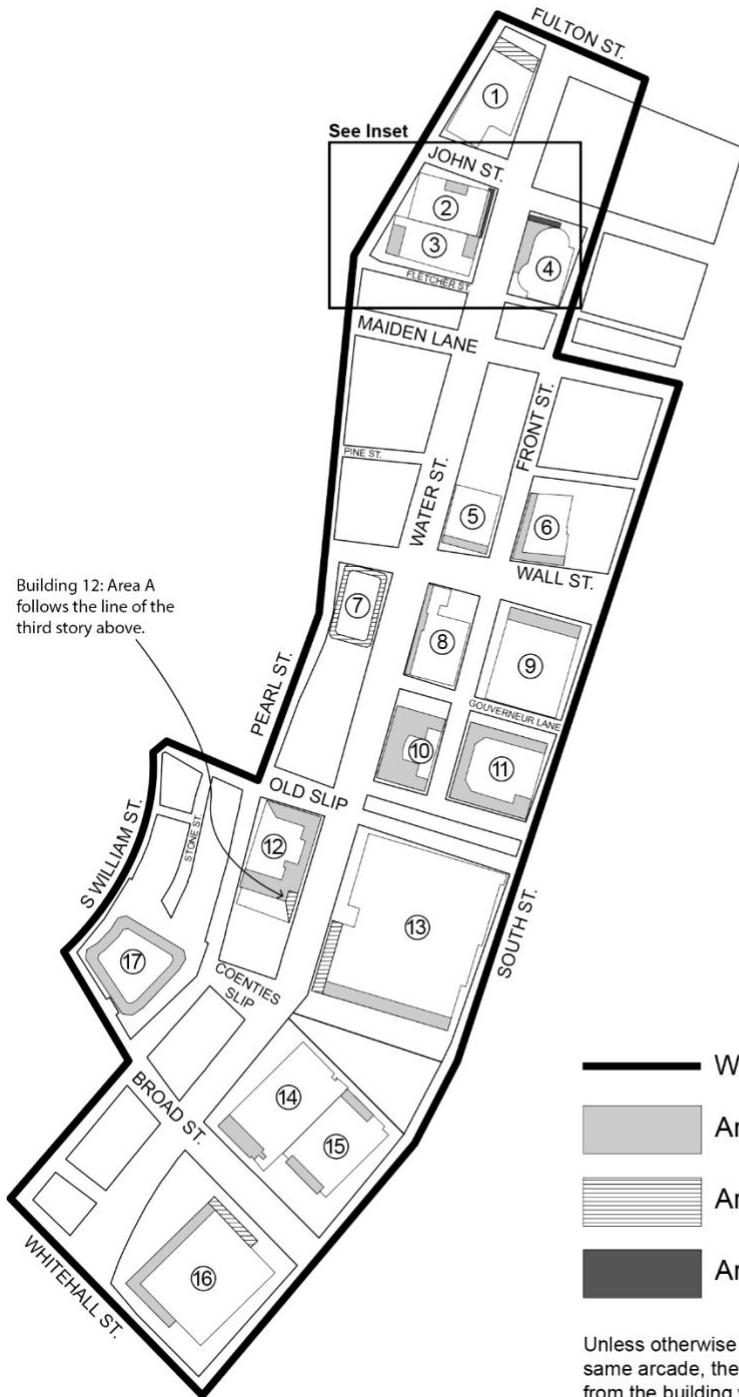 FULTON ST.
①
See Inset
JOHN ST.
②
③
④
FLETCHER ST.
MAIDEN LANE
FRONT ST.
PINE ST.
WATER ST.
⑤
⑥
WALL ST.
Building 12: Area A
follows the line of the
third story above.
⑦
⑧
⑨
PEARL ST.
GOUVERNEUR LANE
⑩
⑪
OLD SLIP
S WILLIAM ST.
STONE ST.
⑫
⑬
SOUTH ST.
⑰
COENTIES
SLIP
BROAD ST.
⑭
⑮
WHITEHALL ST.
⑯
W
Ar
Ar
Ar
Unless otherwise
same arcade, the
from the building